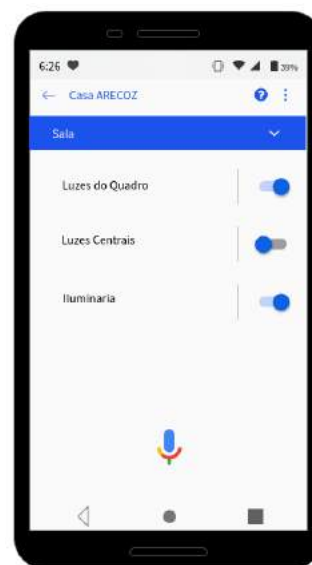 6:26 39%
Casa ARECOZ
Sala
Luzes do Quadro
Luzes Centrais
Iluminaria